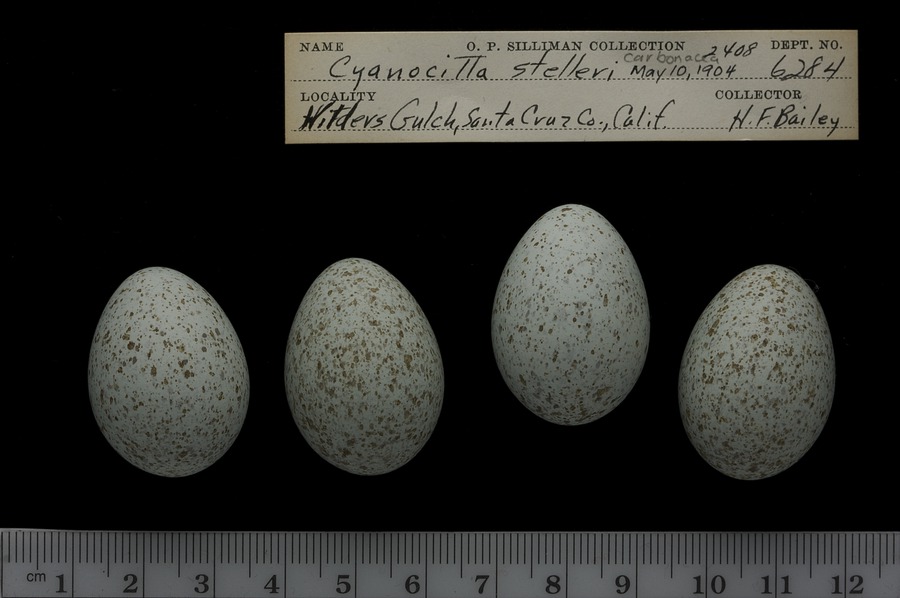 NAME O. P. SILLIMAN COLLECTION 2408 DEPT. NO.
Cyanocitta stelleri carbonacea May 10, 1904 6284
LOCALITY COLLECTOR
Wilders Gulch, Santa Cruz Co., Calif. H. F. Bailey
cm 1 2 3 4 5 6 7 8 9 10 11 12